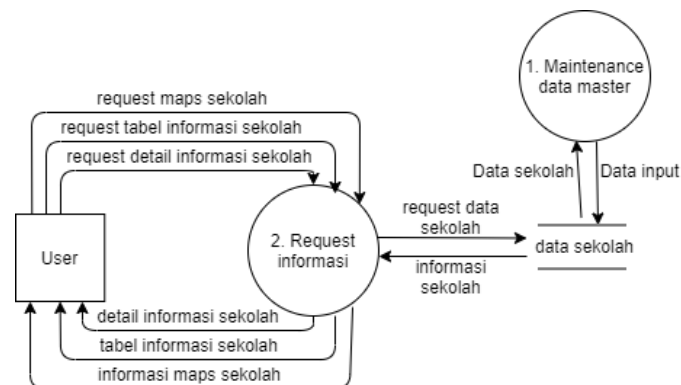 1. Maintenance
data master
request maps sekolah
request tabel informasi sekolah
request detail informasi sekolah
Data sekolah
Data input
request data
sekolah
User
2. Request
informasi
data sekolah
informasi
sekolah
detail informasi sekolah
tabel informasi sekolah
informasi maps sekolah